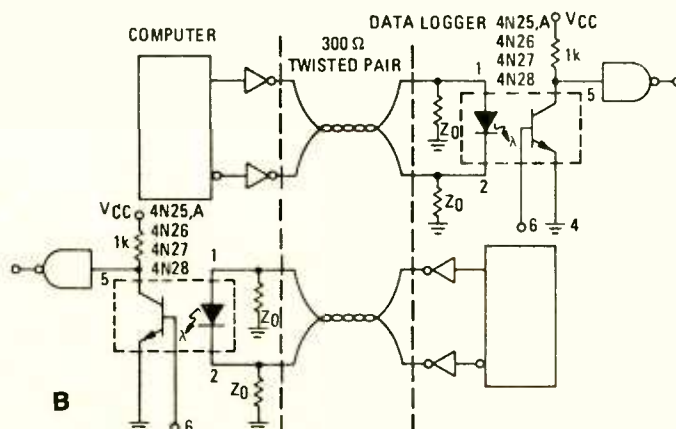 COMPUTER
300 Ω
TWISTED PAIR
DATA LOGGER
4N25,A
4N26
4N27
4N28
VCC
1k
5
1
Z0
λ
2
Z0
6
4
VCC
1k
4N25,A
4N26
4N27
4N28
5
1
Z0
λ
2
Z0
6
B